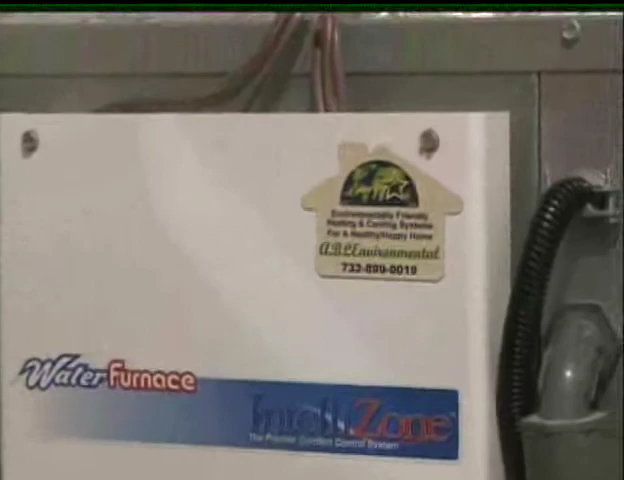 Environmentally Friendly
Heating & Cooling Systems
For A Healthy/Happy Home
A.B.C Environmental
732-899-0019
WaterFurnace
IntelliZone
The Premier Comfort Control System